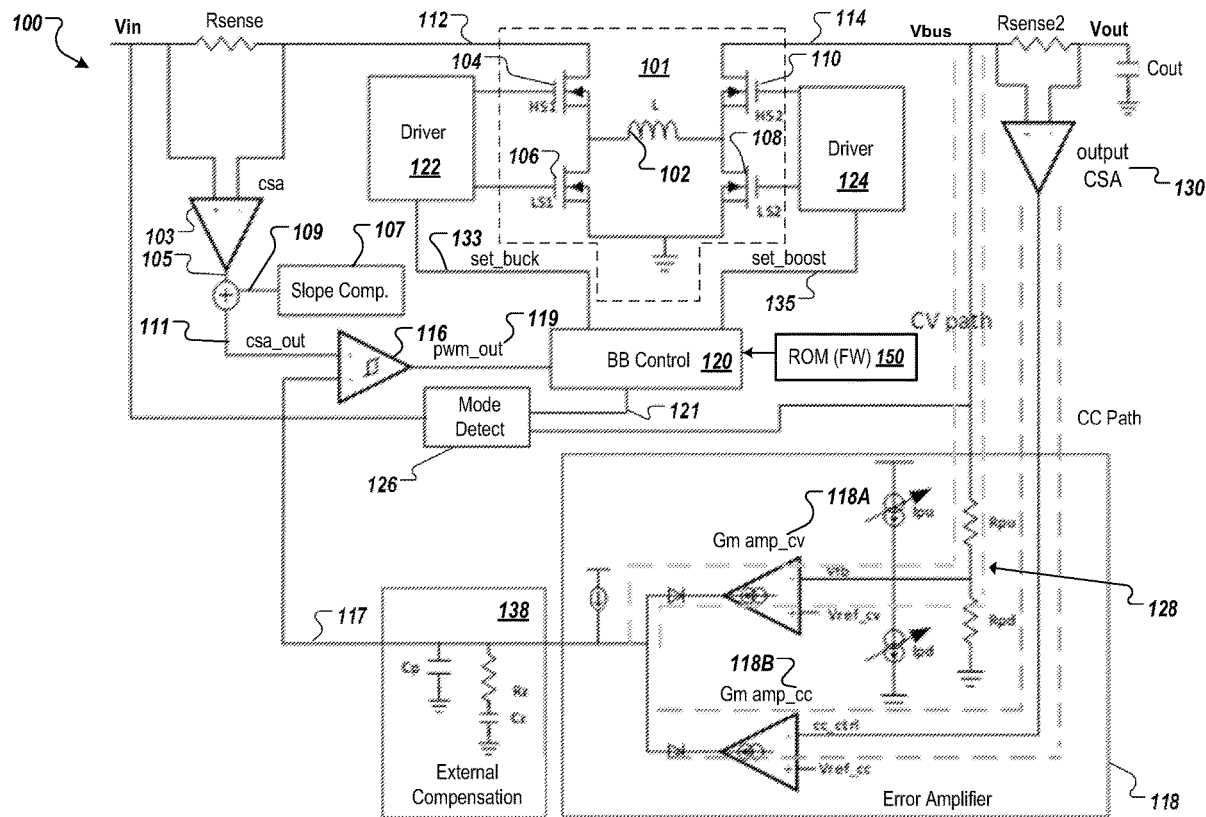 100
Vin
Rsense
112
114
Vbus
Rsense2
Vout
Cout
104
101
110
HS1
HS2
L
Driver
122
106
102
108
Driver
124
LS1
LS2
csa
output
CSA
130
103
109
107
105
Slope Comp.
133
set_buck
set_boost
135
111
csa_out
116
pwm_out
119
BB Control
120
ROM (FW) 150
CV path
121
Mode
Detect
126
CC Path
118A
Gm amp_cv
Ipu
Rpu
Vfb
Vref_cv
128
Rpd
Ipd
138
117
118B
Gm amp_cc
Cp
Rz
Cz
cc_ctrl
Vref_cc
External
Compensation
Error Amplifier
118